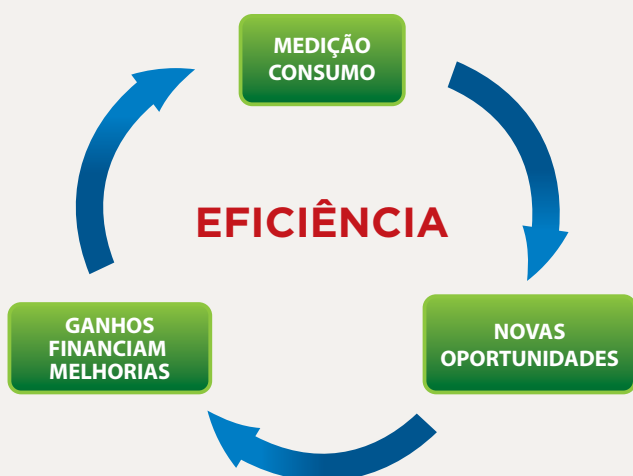 MEDIÇÃO
CONSUMO
EFICIÊNCIA
GANHOS
FINANCIAM
MELHORIAS
NOVAS
OPORTUNIDADES